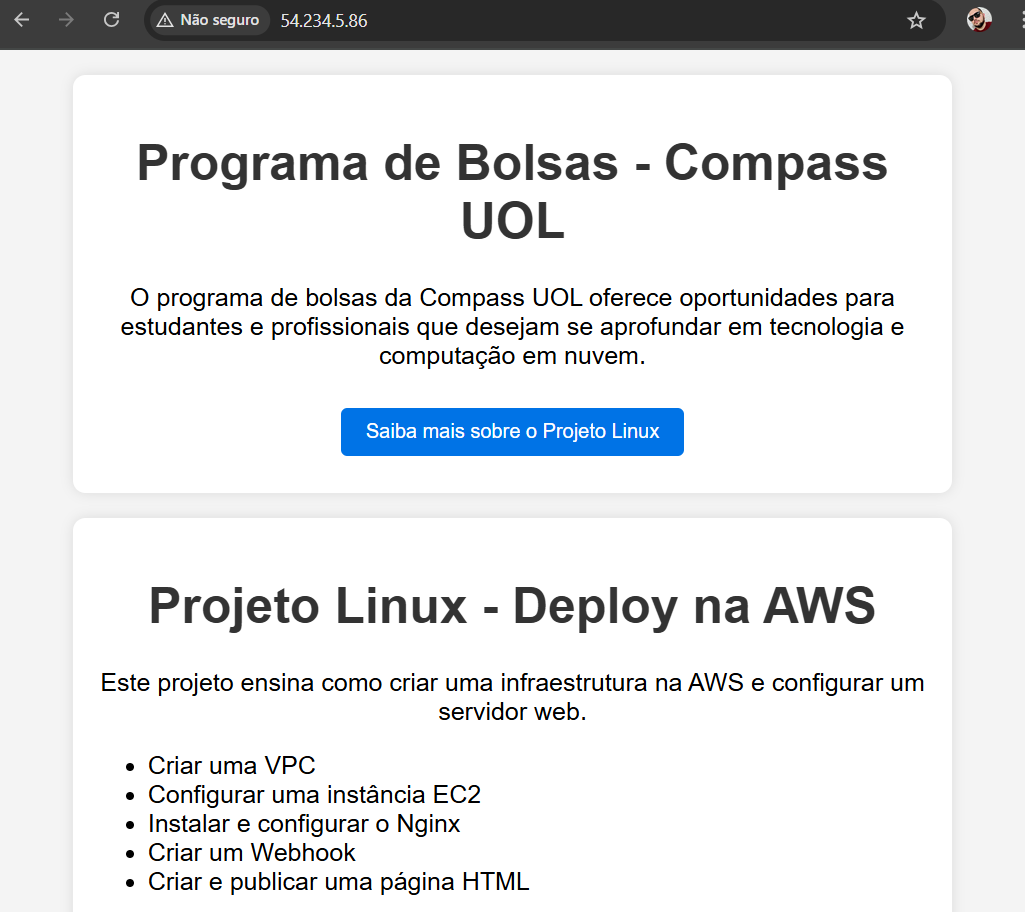 Não seguro 54.234.5.86
Programa de Bolsas - Compass
UOL
O programa de bolsas da Compass UOL oferece oportunidades para
estudantes e profissionais que desejam se aprofundar em tecnologia e
computação em nuvem.
Saiba mais sobre o Projeto Linux
Projeto Linux - Deploy na AWS
Este projeto ensina como criar uma infraestrutura na AWS e configurar um
servidor web.
• Criar uma VPC
• Configurar uma instância EC2
• Instalar e configurar o Nginx
• Criar um Webhook
• Criar e publicar uma página HTML